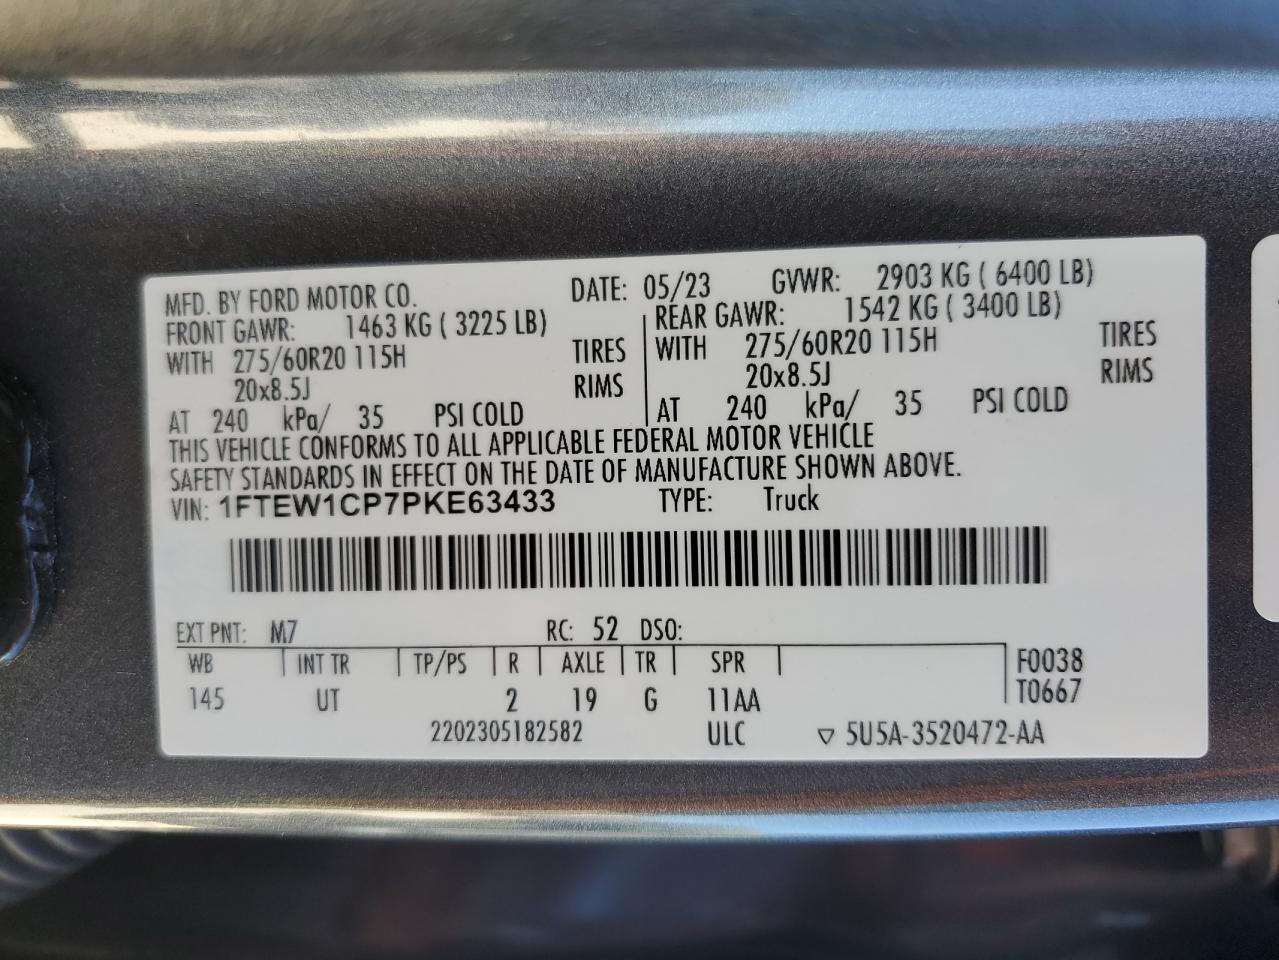 MFD. BY FORD MOTOR CO. DATE: 05/23 GVWR: 2903 KG ( 6400 LB)
FRONT GAWR: 1463 KG ( 3225 LB) REAR GAWR: 1542 KG ( 3400 LB)
WITH 275/60R20 115H TIRES WITH 275/60R20 115H TIRES
20x8.5J RIMS 20x8.5J RIMS
AT 240 kPa/ 35 PSI COLD AT 240 kPa/ 35 PSI COLD
THIS VEHICLE CONFORMS TO ALL APPLICABLE FEDERAL MOTOR VEHICLE
SAFETY STANDARDS IN EFFECT ON THE DATE OF MANUFACTURE SHOWN ABOVE.
VIN: 1FTEW1CP7PKE63433 TYPE: Truck
EXT PNT: M7 RC: 52 DSO:
WB INT TR TP/PS R AXLE TR SPR F0038
145 UT 2 19 G 11AA T0667
2202305182582 ULC ▽ 5U5A-3520472-AA